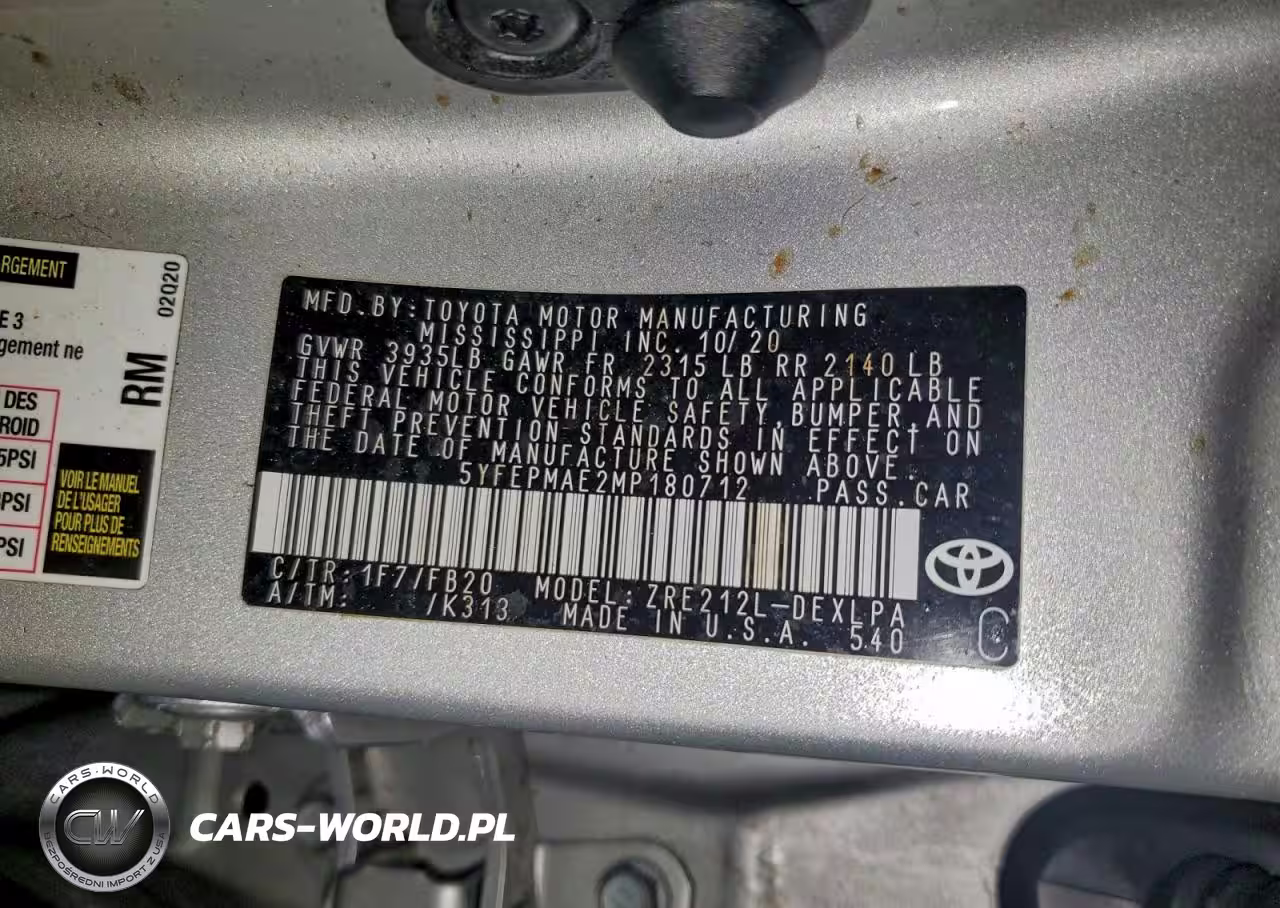 RGEMENT
02Q20
E 3
gement ne
RM
DES
ROID
5PSI
PSI
PSI
VOIR LE MANUEL
DE L'USAGER
POUR PLUS DE
RENSEIGNEMENTS
MFD.BY:TOYOTA MOTOR MANUFACTURING
MISSISSIPPI INC. 10/20
GVWR 3935LB GAWR FR 2315 LB RR 2140 LB
THIS VEHICLE CONFORMS TO ALL APPLICABLE
FEDERAL MOTOR VEHICLE SAFETY,BUMPER,AND
THEFT PREVENTION STANDARDS IN EFFECT ON
THE DATE OF MANUFACTURE SHOWN ABOVE.
5YFEPMAE2MP180712 PASS.CAR
C/TR:1F7/FB20 MODEL:ZRE212L-DEXLPA
A/TM: /K313 MADE IN U.S.A. 540
C
CARS-WORLD
CW
BEZPOŚREDNI IMPORT Z USA
CARS-WORLD.PL